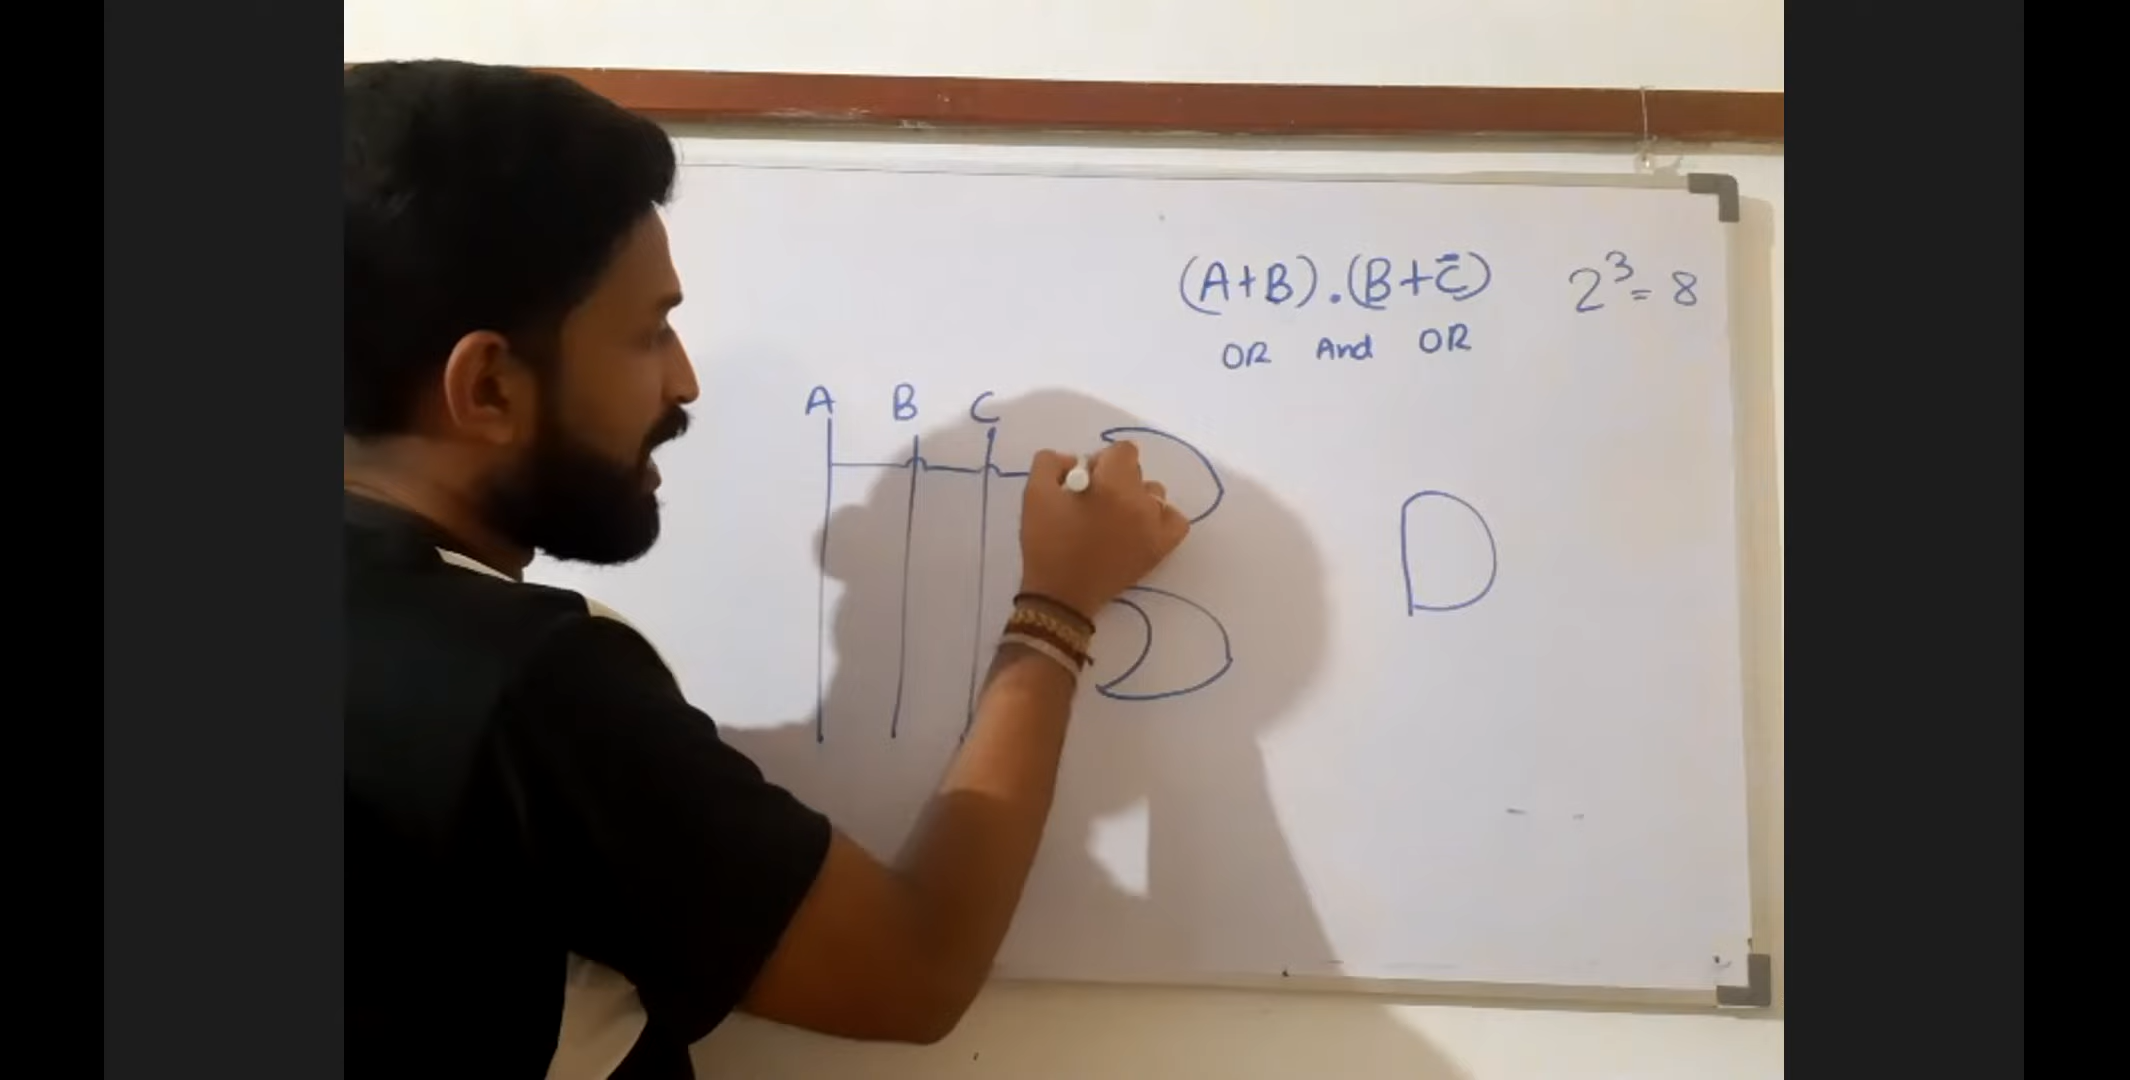 (A+B).(B+C̄) 2³= 8
OR And OR
A B C